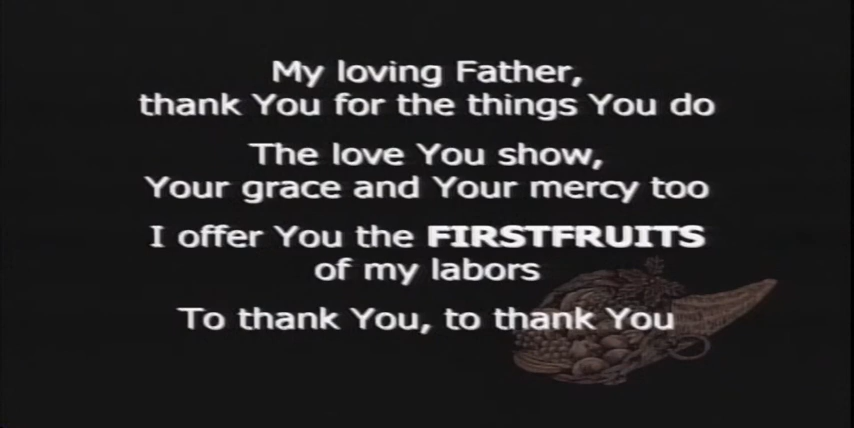 My loving Father,
thank You for the things You do
The love You show,
Your grace and Your mercy too
I offer You the FIRSTFRUITS
of my labors
To thank You, to thank You